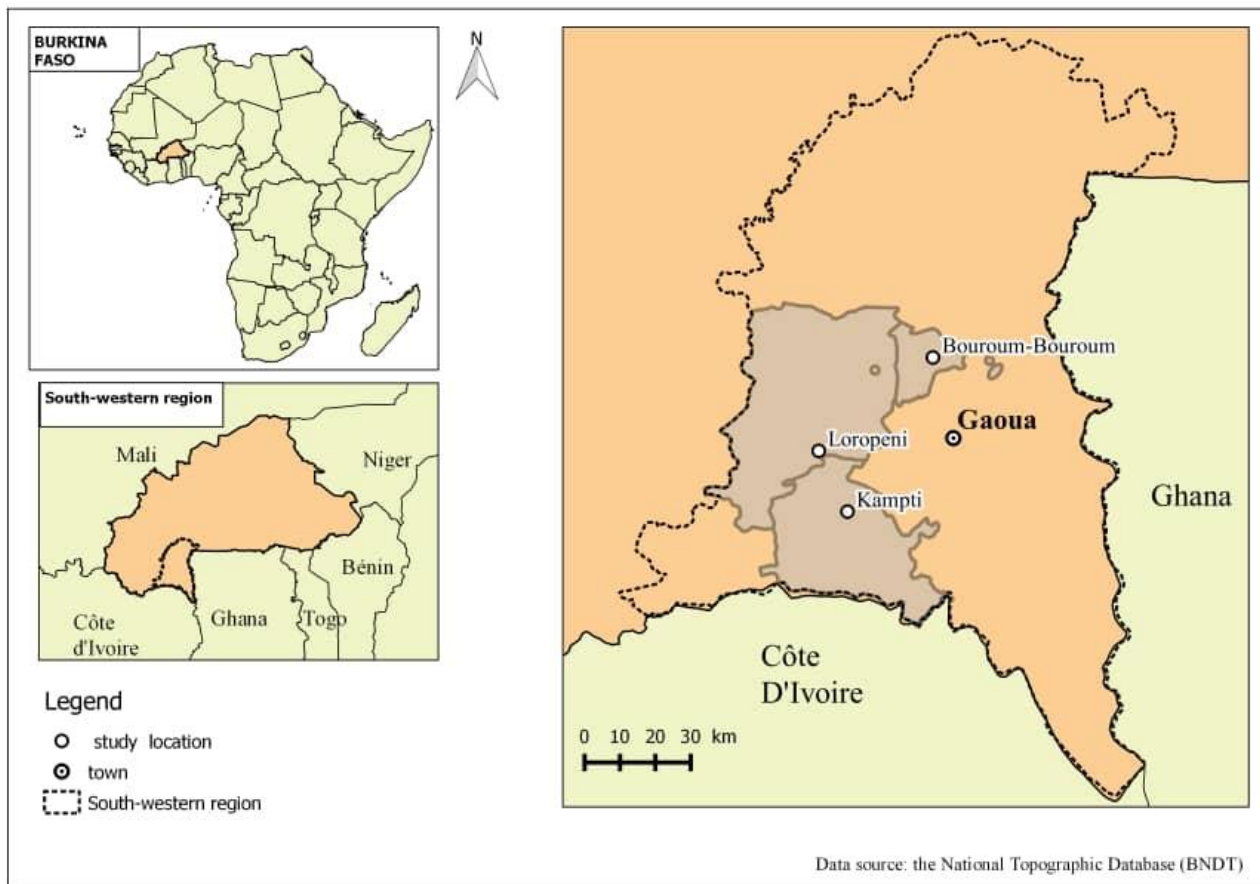 BURKINA
FASO
N
South-western region
Mali
Niger
Bénin
Côte
d'Ivoire
Ghana
Togo
Legend
study location
town
South-western region
Bouroum-Bouroum
Gaoua
Loropeni
Kampti
Ghana
Côte
D'Ivoire
0 10 20 30 km
Data source: the National Topographic Database (BNDT)